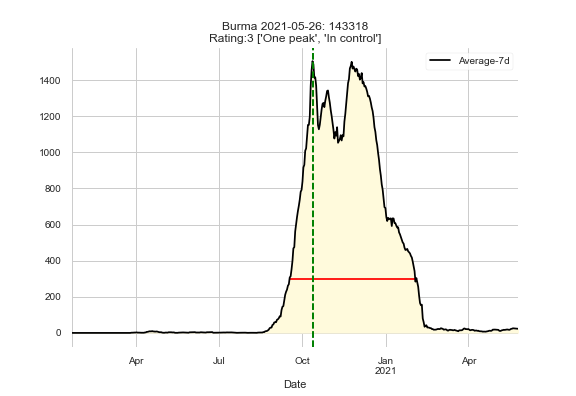 Burma 2021-05-26: 143318
Rating:3 ['One peak', 'In control']
Average-7d
1400
1200
1000
800
600
400
200
0
Apr
Jul
Oct
Jan
2021
Apr
Date